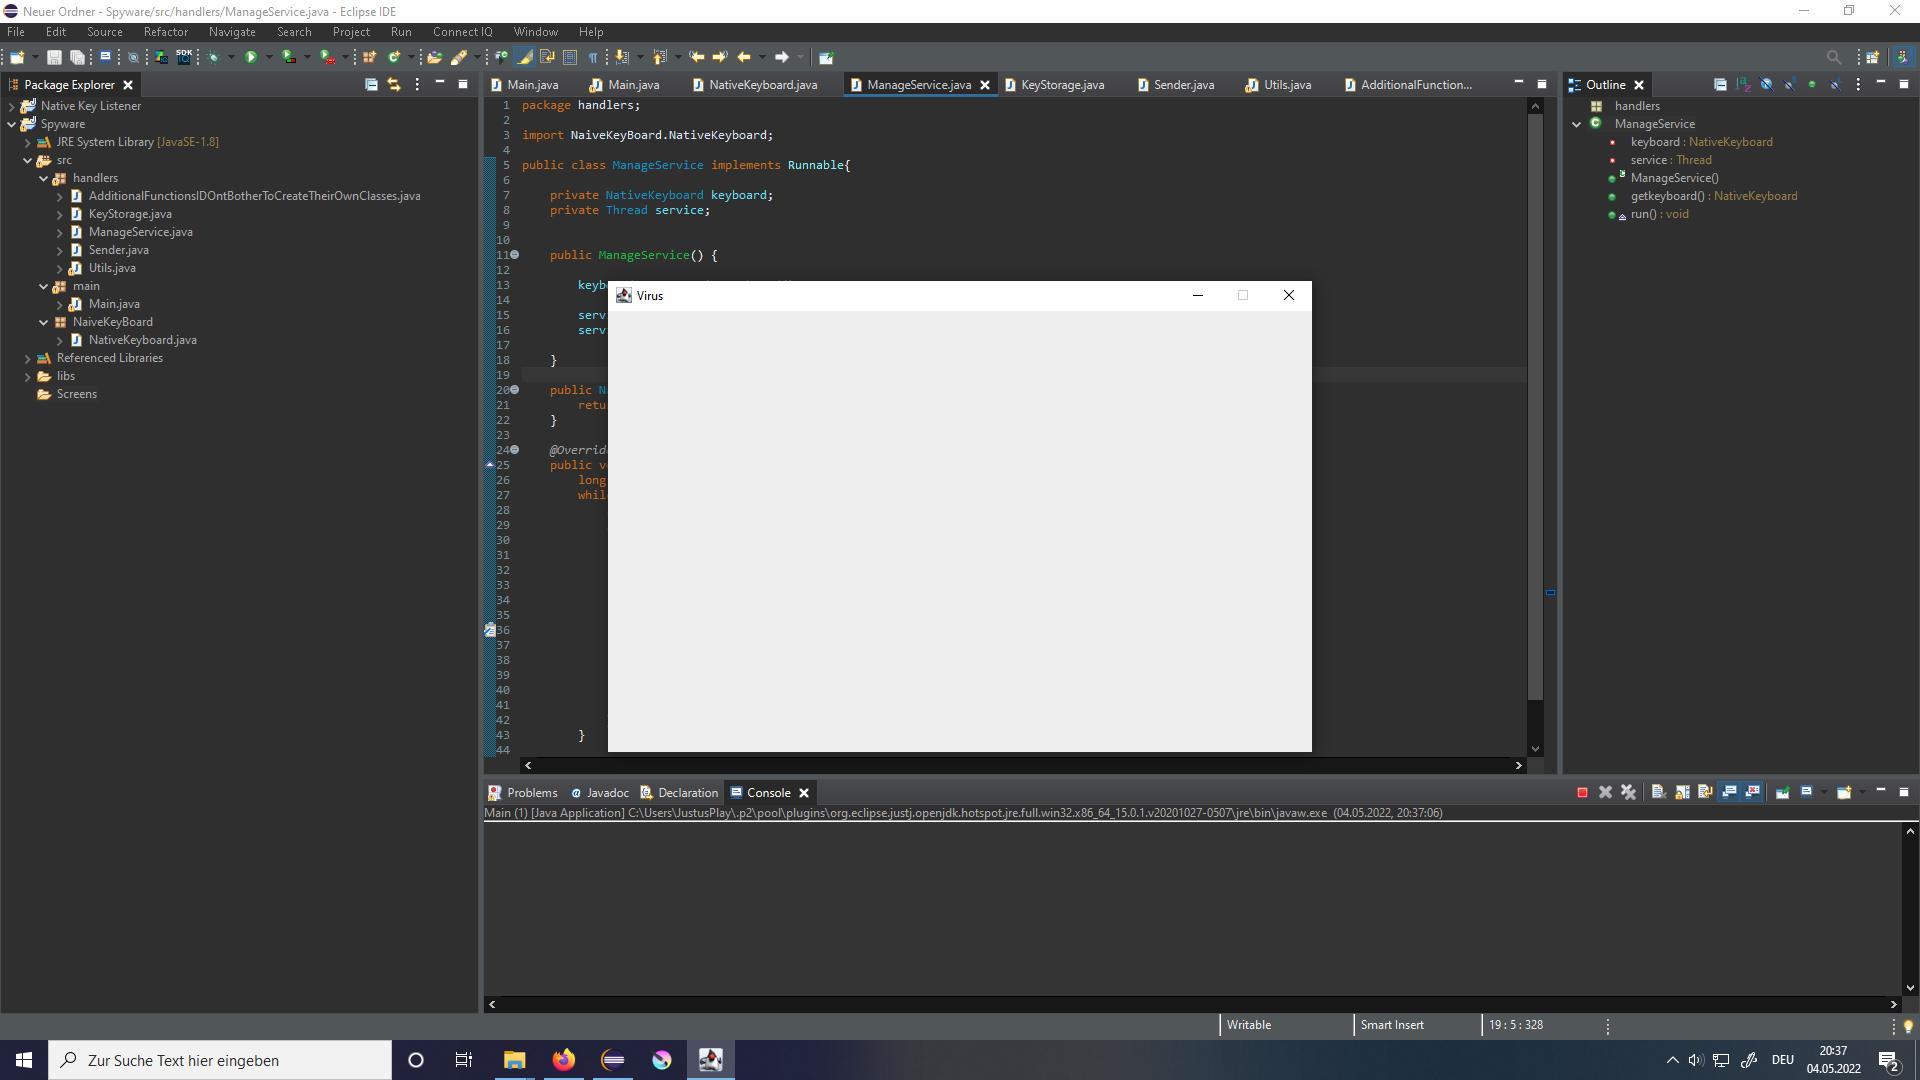 Neuer Ordner - Spyware/src/handlers/ManageService.java - Eclipse IDE
File Edit Source Refactor Navigate Search Project Run Connect IQ Window Help
SDK
Package Explorer
Native Key Listener
Spyware
JRE System Library [JavaSE-1.8]
src
handlers
AdditionalFunctionsIDOntBotherToCreateTheirOwnClasses.java
KeyStorage.java
ManageService.java
Sender.java
Utils.java
main
Main.java
NaiveKeyBoard
NativeKeyboard.java
Referenced Libraries
libs
Screens
Main.java Main.java NativeKeyboard.java ManageService.java KeyStorage.java Sender.java Utils.java AdditionalFunction...
1 package handlers;
2
3 import NaiveKeyBoard.NativeKeyboard;
4
5 public class ManageService implements Runnable{
6
7 private NativeKeyboard keyboard;
8 private Thread service;
9
10
11 public ManageService() {
12
13 keyb
14
15 serv
16 serv
17
18 }
19
20 public N
21 retu
22 }
23
24 @Overrid
25 public v
26 long
27 whil
28
29
30
31
32
33
34
35
36
37
38
39
40
41
42
43 }
44
Virus
Outline
handlers
ManageService
keyboard : NativeKeyboard
service : Thread
ManageService()
getkeyboard() : NativeKeyboard
run() : void
Problems Javadoc Declaration Console
Main (1) [Java Application] C:\Users\JustusPlay\.p2\pool\plugins\org.eclipse.justj.openjdk.hotspot.jre.full.win32.x86_64_15.0.1.v20201027-0507\jre\bin\javaw.exe (04.05.2022, 20:37:06)
Writable Smart Insert 19 : 5 : 328
Zur Suche Text hier eingeben
DEU
20:37
04.05.2022
2